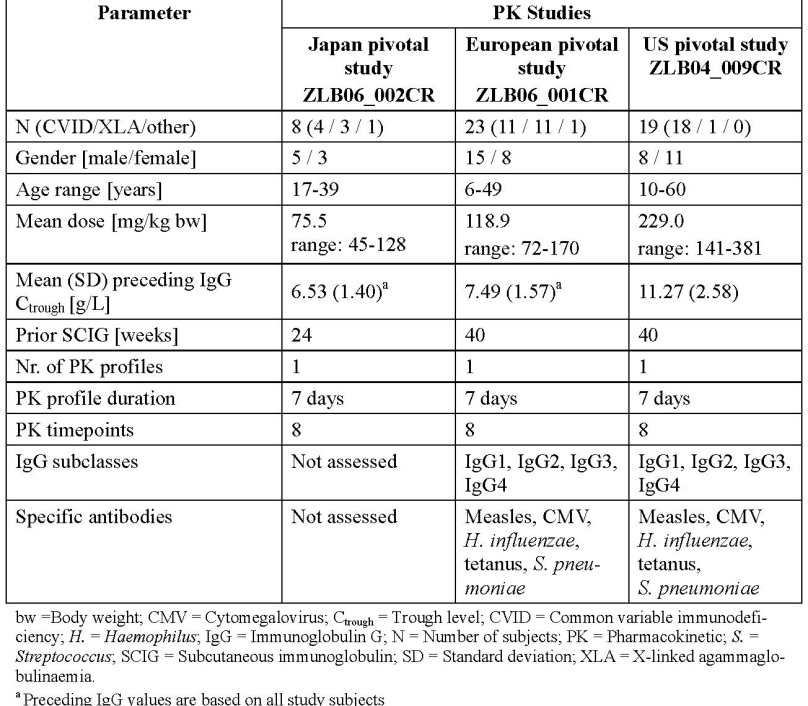 Parameter
PK Studies
Japan pivotal study ZLB06_002CR
European pivotal study ZLB06_001CR
US pivotal study ZLB04_009CR
N (CVID/XLA/other) 8 (4 / 3 / 1) 23 (11 / 11 / 1) 19 (18 / 1 / 0)
Gender [male/female] 5 / 3 15 / 8 8 / 11
Age range [years] 17-39 6-49 10-60
Mean dose [mg/kg bw] 75.5 118.9 229.0
range: 45-128 range: 72-170 range: 141-381
Mean (SD) preceding IgG
Ctrough [g/L] 6.53 (1.40)a 7.49 (1.57)a 11.27 (2.58)
Prior SCIG [weeks] 24 40 40
Nr. of PK profiles 1 1 1
PK profile duration 7 days 7 days 7 days
PK timepoints 8 8 8
IgG subclasses Not assessed IgG1, IgG2, IgG3, IgG1, IgG2, IgG3,
IgG4 IgG4
Specific antibodies Not assessed Measles, CMV, Measles, CMV,
H. influenzae, H. influenzae,
tetanus, S. pneu- tetanus,
moniae S. pneumoniae
bw =Body weight; CMV = Cytomegalovirus; Ctrough = Trough level; CVID = Common variable immunodefi-
ciency; H. = Haemophilus; IgG = Immunoglobulin G; N = Number of subjects; PK = Pharmacokinetic; S. =
Streptococcus; SCIG = Subcutaneous immunoglobulin; SD = Standard deviation; XLA = X-linked agammaglo-
bulinaemia.
a Preceding IgG values are based on all study subjects